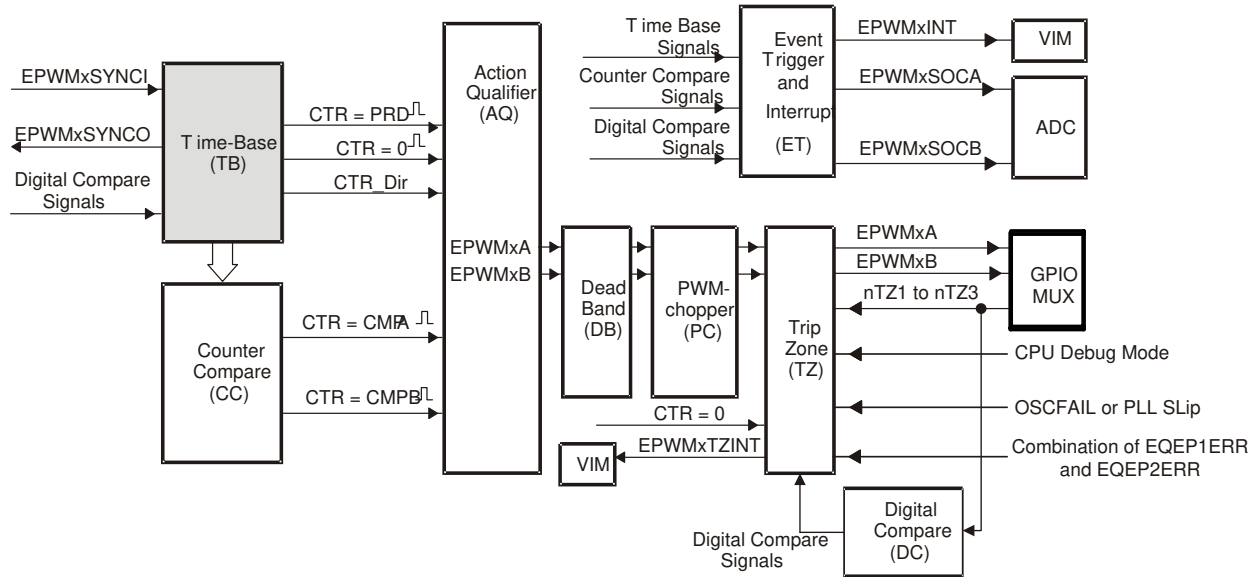 EPWMxSYNCI
EPWMxSYNCO
Digital Compare
Signals
Time-Base
(TB)
CTR = PRD
CTR = 0
CTR_Dir
Counter
Compare
(CC)
CTR = CMPA
CTR = CMPB
Action
Qualifier
(AQ)
EPWMxA
EPWMxB
Time Base
Signals
Counter Compare
Signals
Digital Compare
Signals
Event
Trigger
and
Interrupt
(ET)
EPWMxINT
EPWMxSOCA
EPWMxSOCB
VIM
ADC
Dead
Band
(DB)
PWM-
chopper
(PC)
CTR = 0
EPWMxTZINT
VIM
Trip
Zone
(TZ)
EPWMxA
EPWMxB
nTZ1 to nTZ3
GPIO
MUX
CPU Debug Mode
OSCFAIL or PLL SLip
Combination of EQEP1ERR
and EQEP2ERR
Digital Compare
Signals
Digital
Compare
(DC)